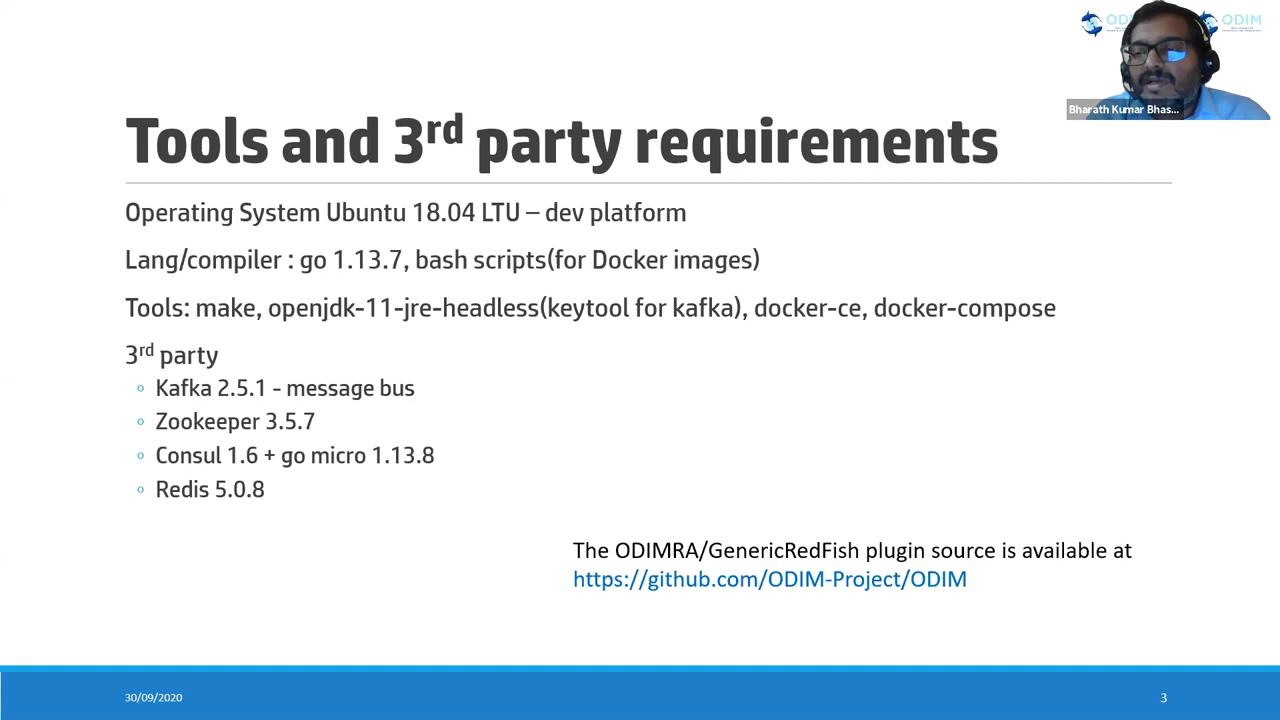 ODIM
Bharath Kumar Bhas...
Tools and 3rd party requirements
Operating System Ubuntu 18.04 LTU – dev platform
Lang/compiler : go 1.13.7, bash scripts(for Docker images)
Tools: make, openjdk-11-jre-headless(keytool for kafka), docker-ce, docker-compose
3rd party
Kafka 2.5.1 - message bus
Zookeeper 3.5.7
Consul 1.6 + go micro 1.13.8
Redis 5.0.8
The ODIMRA/GenericRedFish plugin source is available at
https://github.com/ODIM-Project/ODIM
30/09/2020
3